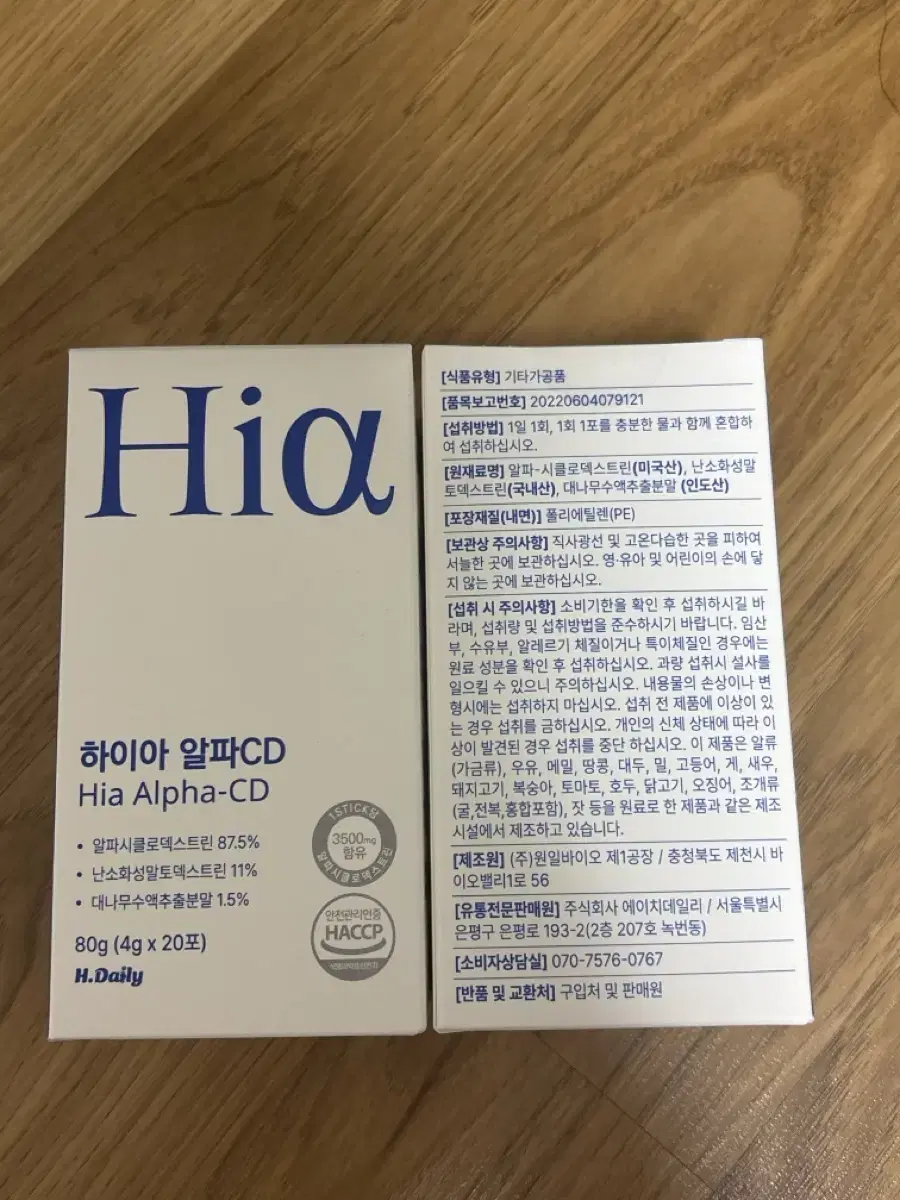 Hiα
하이아 알파CD
Hia Alpha-CD
• 알파시클로덱스트린 87.5%
• 난소화성말토덱스트린 11%
• 대나무수액추출분말 1.5%
80g (4g x 20포)
H.Daily
1STICK당
3500mg
함유
알파시클로덱스트린
안전관리인증
HACCP
[식품유형] 기타가공품
[품목보고번호] 20220604079121
[섭취방법] 1일 1회, 1회 1포를 충분한 물과 함께 혼합하
여 섭취하십시오.
[원재료명] 알파-시클로덱스트린(미국산), 난소화성말
토덱스트린(국내산), 대나무수액추출분말 (인도산)
[포장재질(내면)] 폴리에틸렌(PE)
[보관상 주의사항] 직사광선 및 고온다습한 곳을 피하여
서늘한 곳에 보관하십시오. 영·유아 및 어린이의 손에 닿
지 않는 곳에 보관하십시오.
[섭취 시 주의사항] 소비기한을 확인 후 섭취하시길 바
라며, 섭취량 및 섭취방법을 준수하시기 바랍니다. 임산
부, 수유부, 알레르기 체질이거나 특이체질인 경우에는
원료 성분을 확인 후 섭취하십시오. 과량 섭취시 설사를
일으킬 수 있으니 주의하십시오. 내용물의 손상이나 변
형시에는 섭취하지 마십시오. 섭취 전 제품에 이상이 있
는 경우 섭취를 금하십시오. 개인의 신체 상태에 따라 이
상이 발견된 경우 섭취를 중단 하십시오. 이 제품은 알류
(가금류), 우유, 메밀, 땅콩, 대두, 밀, 고등어, 게, 새우,
돼지고기, 복숭아, 토마토, 호두, 닭고기, 오징어, 조개류
(굴,전복,홍합포함), 잣 등을 원료로 한 제품과 같은 제조
시설에서 제조하고 있습니다.
[제조원] (주)원일바이오 제1공장 / 충청북도 제천시 바
이오밸리1로 56
[유통전문판매원] 주식회사 에이치데일리 / 서울특별시
은평구 은평로 193-2(2층 207호 녹번동)
[소비자상담실] 070-7576-0767
[반품 및 교환처] 구입처 및 판매원